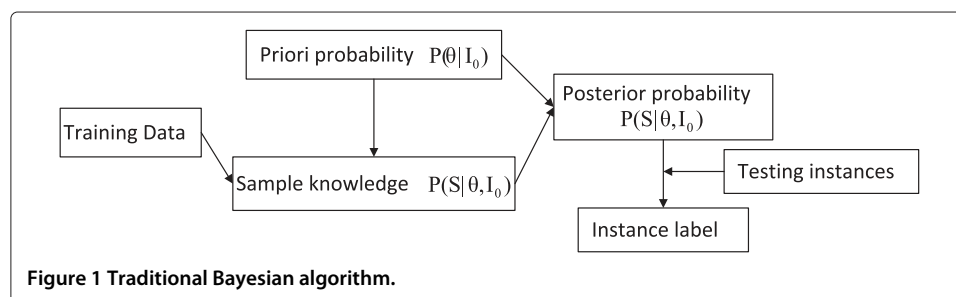 Priori probability P(θ|I₀)
Training Data
Sample knowledge P(S|θ,I₀)
Posterior probability
P(S|θ,I₀)
Testing instances
Instance label
Figure 1 Traditional Bayesian algorithm.